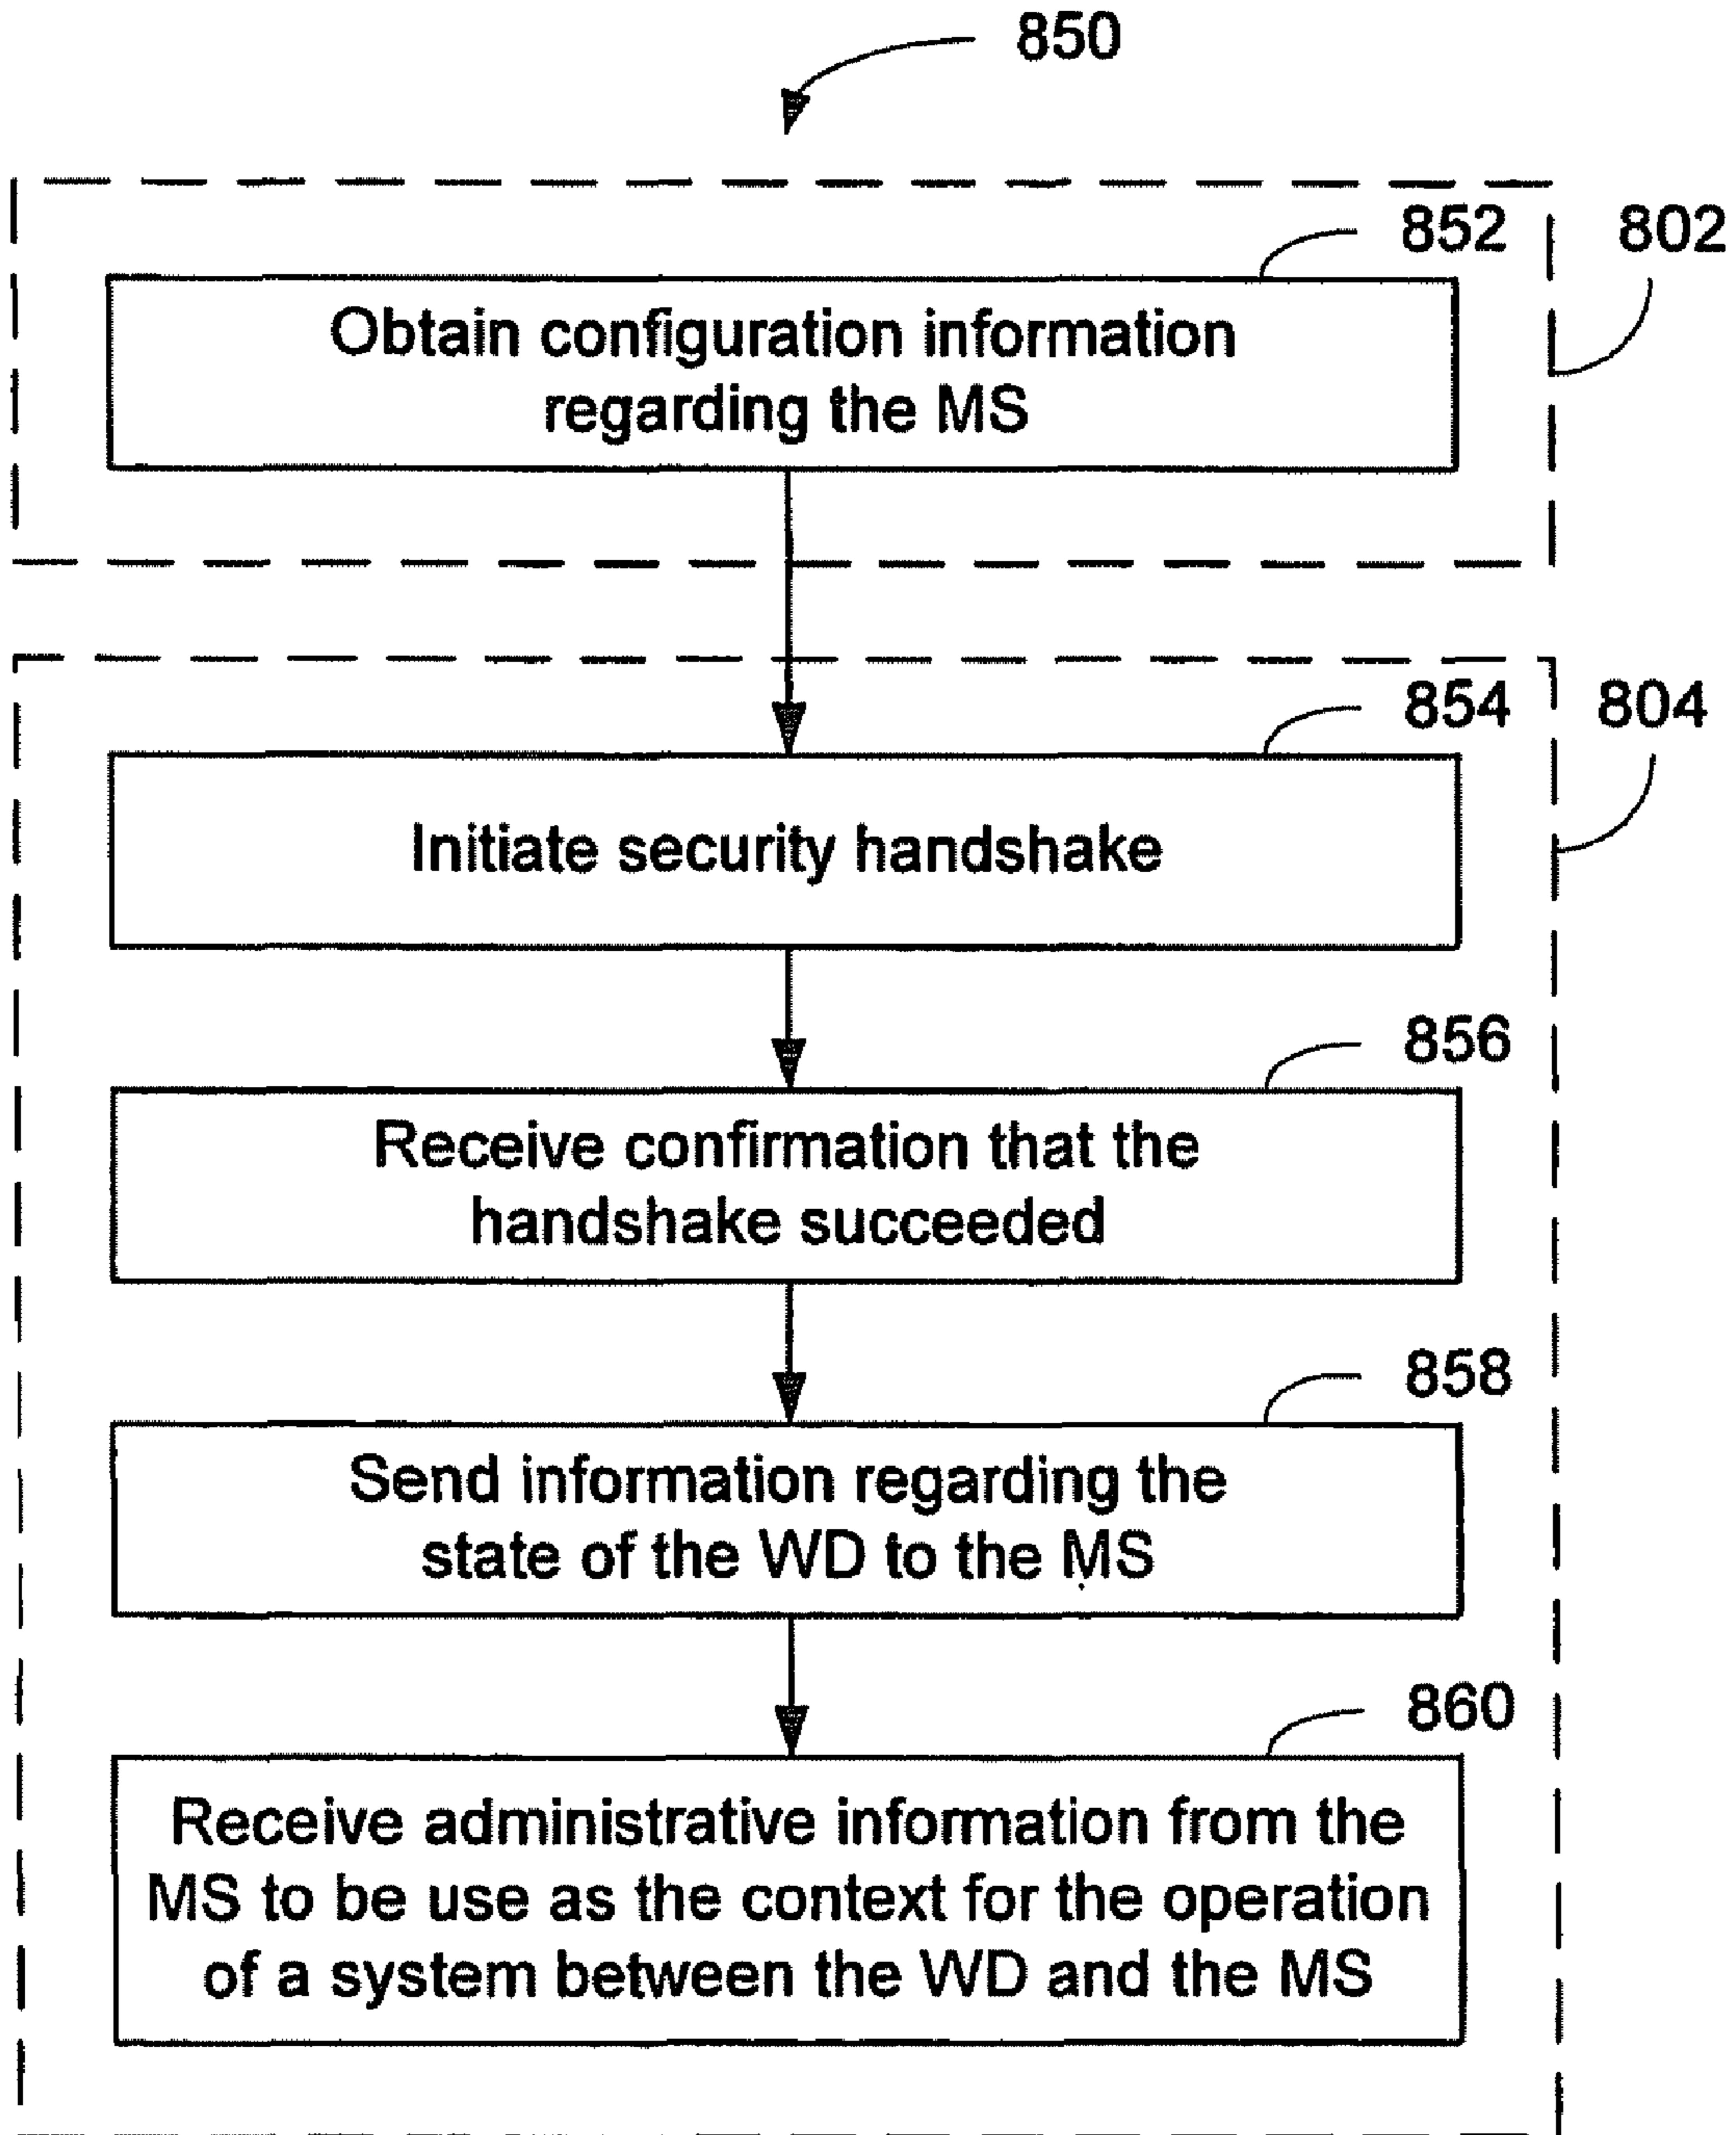 850
852
802
Obtain configuration information
regarding the MS
854
804
Initiate security handshake
856
Receive confirmation that the
handshake succeeded
858
Send information regarding the
state of the WD to the MS
860
Receive administrative information from the
MS to be use as the context for the operation
of a system between the WD and the MS